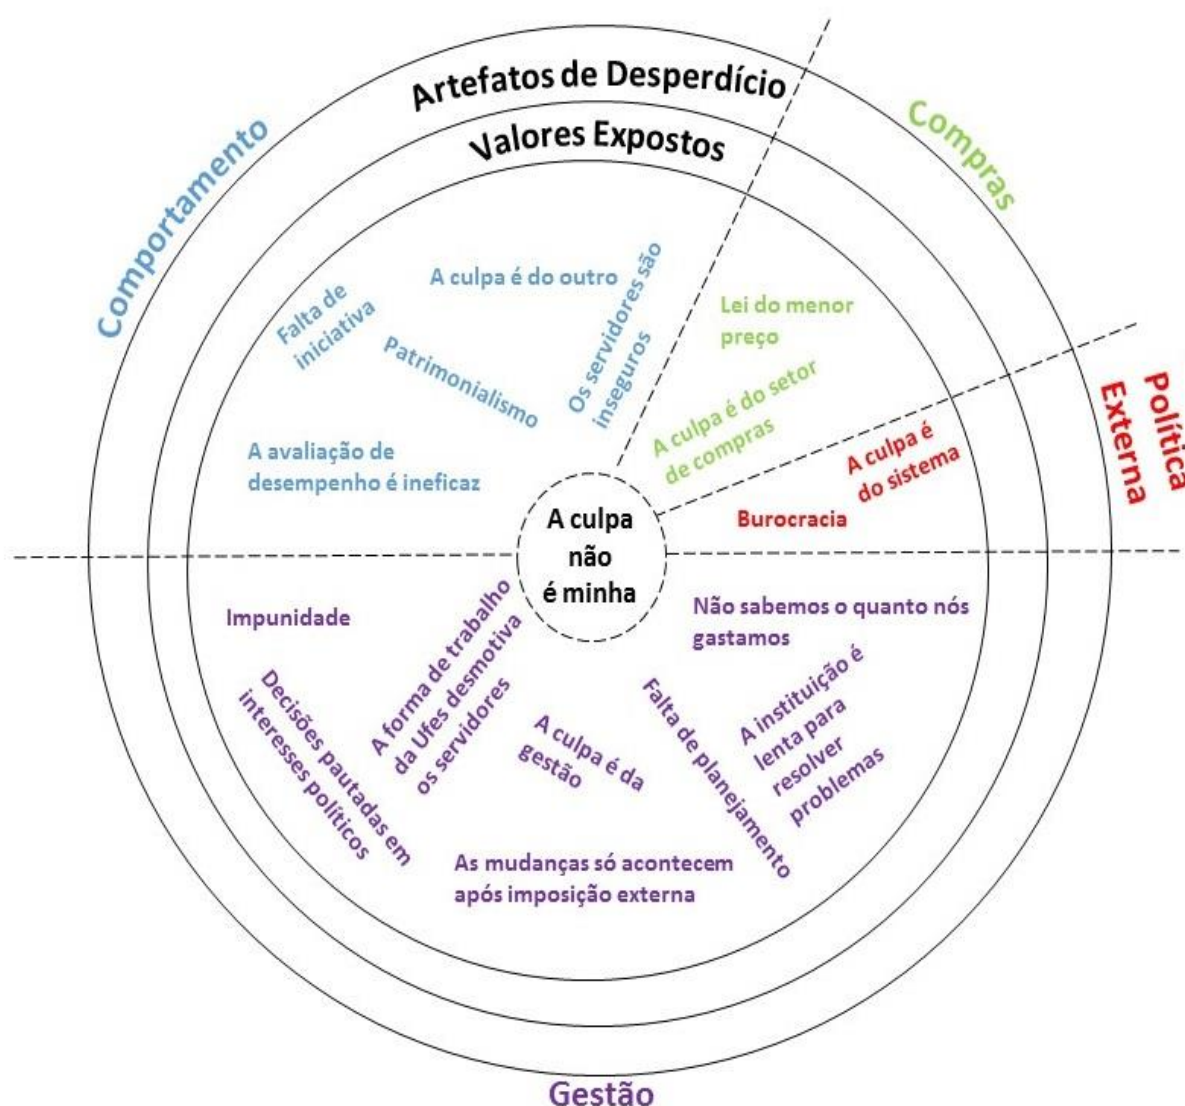 Artefatos de Desperdício
Valores Expostos
Comportamento
A culpa é do outro
Falta de
iniciativa
Patrimonialismo
Os servidores são
inseguros
A avaliação de
desempenho é ineficaz
Compras
Lei do menor
preço
A culpa é do setor
de compras
Política
Externa
A culpa é
do sistema
Burocracia
A culpa
não
é minha
Impunidade
Decisões pautadas em
interesses políticos
A forma de trabalho
da Ufes desmotiva
os servidores
A culpa é da
gestão
As mudanças só acontecem
após imposição externa
Falta de planejamento
Não sabemos o quanto nós
gastamos
A instituição é
lenta para
resolver
problemas
Gestão